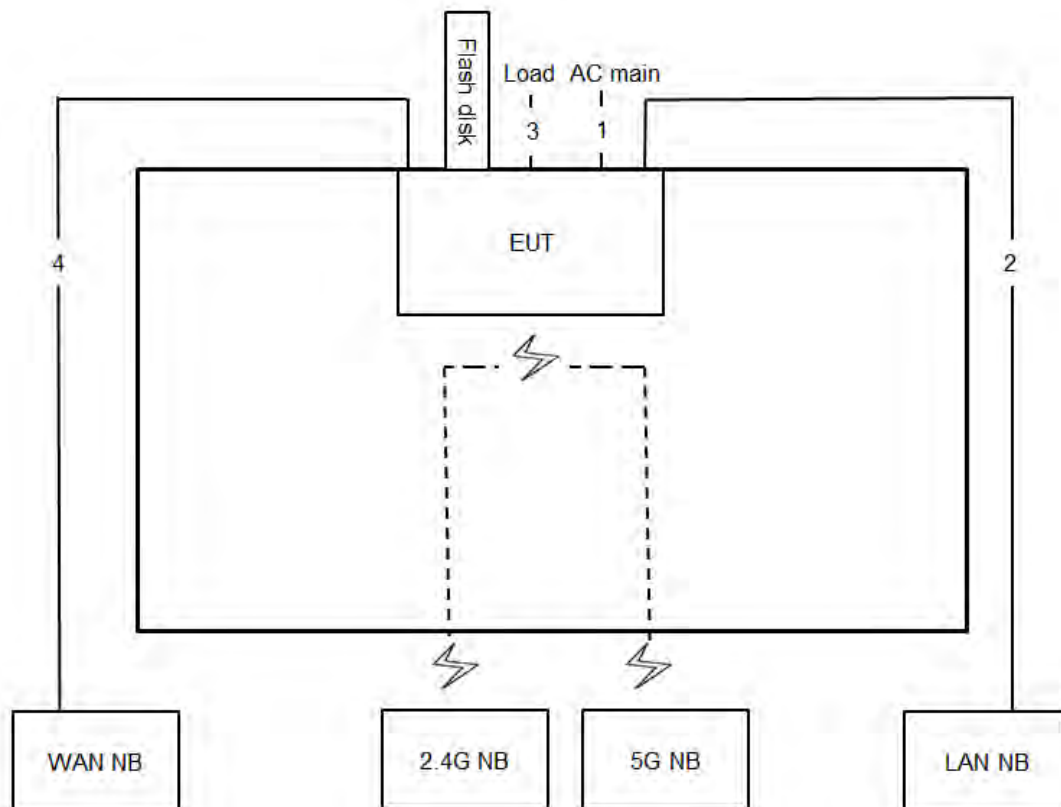 Flash disk
Load
AC main
3
1
EUT
4
2
WAN NB
2.4G NB
5G NB
LAN NB